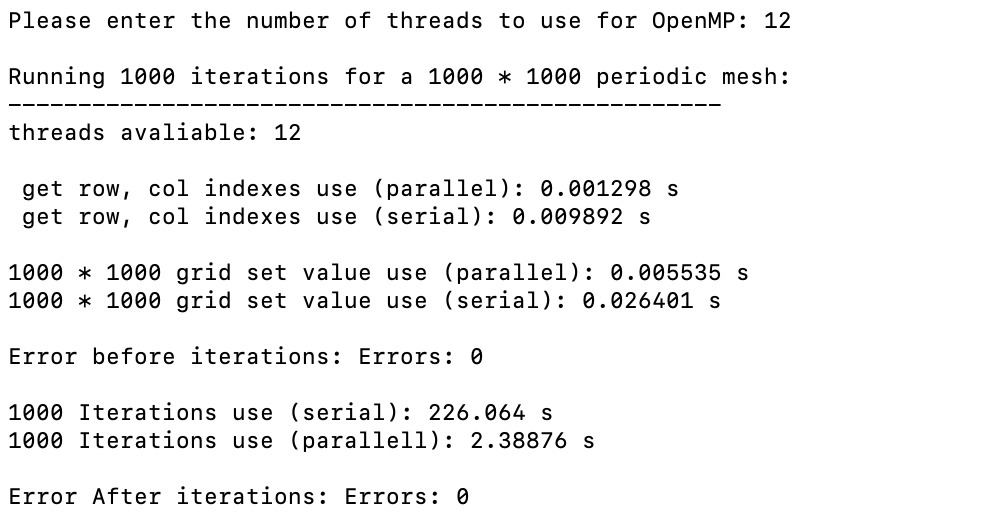 Please enter the number of threads to use for OpenMP: 12
Running 1000 iterations for a 1000 * 1000 periodic mesh:
---------------------------------------------------
threads avaliable: 12
get row, col indexes use (parallel): 0.001298 s
get row, col indexes use (serial): 0.009892 s
1000 * 1000 grid set value use (parallel): 0.005535 s
1000 * 1000 grid set value use (serial): 0.026401 s
Error before iterations: Errors: 0
1000 Iterations use (serial): 226.064 s
1000 Iterations use (parallell): 2.38876 s
Error After iterations: Errors: 0